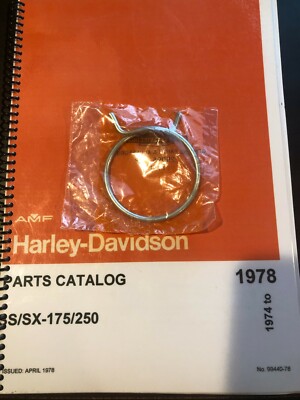 AMF
Harley-Davidson
PARTS CATALOG
1978
1974 to
S/SX-175/250
ISSUED: APRIL 1978
No. 99440-78